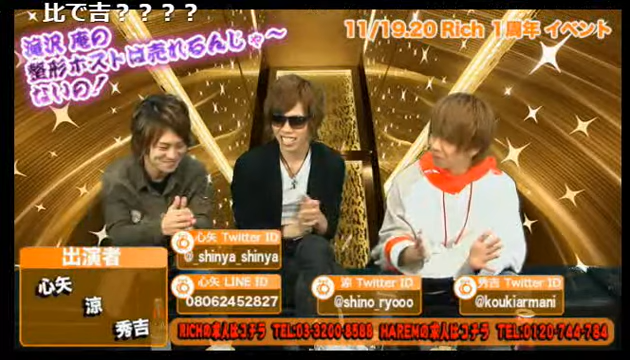 比で吉？？？？
滝沢 庵の
整形ホストは売れるんじゃ～
ないの！
11/19.20 Rich 1周年 イベント
出演者
心矢
涼
秀吉
心矢 Twitter ID
@_shinya_shinya
心矢 LINE ID
08062452827
涼 Twitter ID
@shino_ryooo
秀吉 Twitter ID
@koukiarmani
RICHの求人はコチラ TEL:03-3200-8588 HAREMの求人はコチラ TEL:0120-744-784